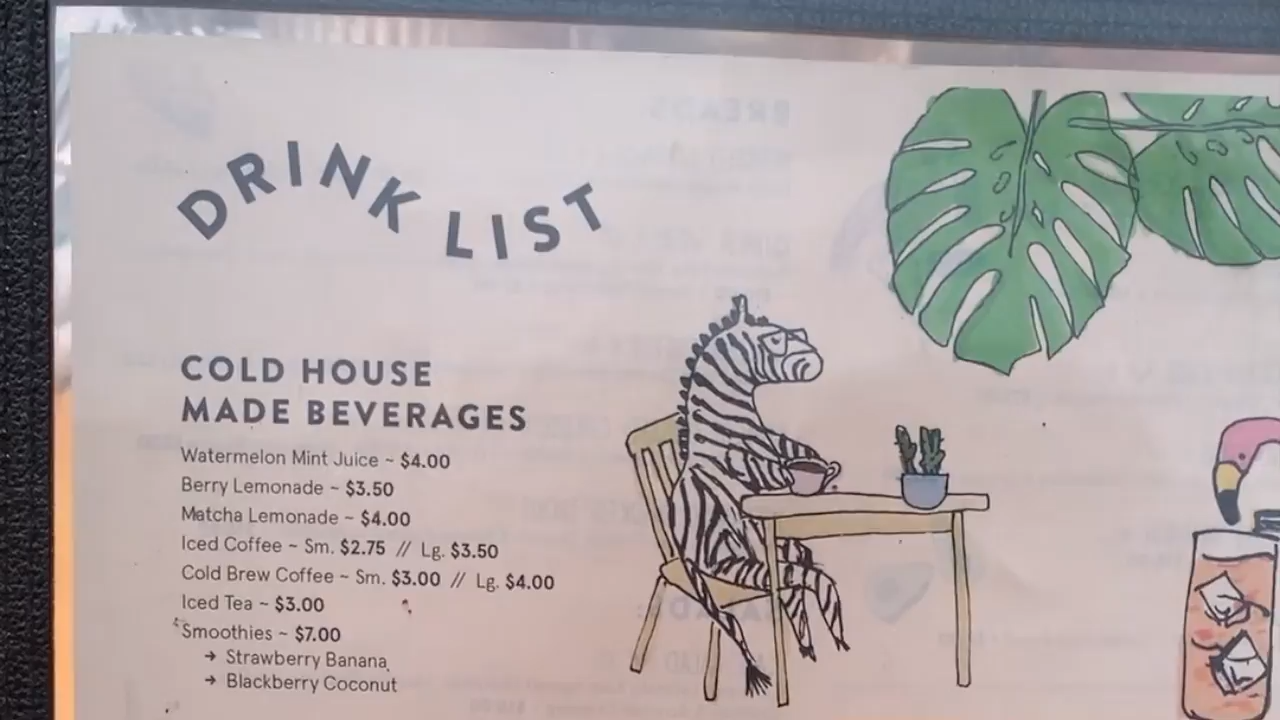 DRINK LIST
COLD HOUSE
MADE BEVERAGES
Watermelon Mint Juice ~ $4.00
Berry Lemonade ~ $3.50
Matcha Lemonade ~ $4.00
Iced Coffee ~ Sm. $2.75 // Lg. $3.50
Cold Brew Coffee ~ Sm. $3.00 // Lg. $4.00
Iced Tea ~ $3.00
Smoothies ~ $7.00
→ Strawberry Banana
→ Blackberry Coconut